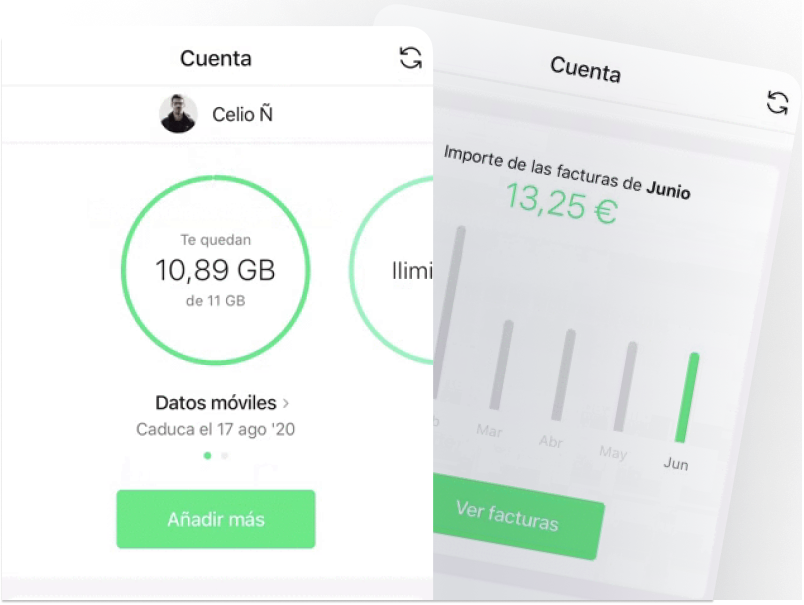 Cuenta
Celio Ñ
Te quedan
10,89 GB
de 11 GB
Ilimi
Datos móviles
Caduca el 17 ago '20
Añadir más
Cuenta
Importe de las facturas de Junio
13,25 €
b
Mar
Abr
May
Jun
Ver facturas